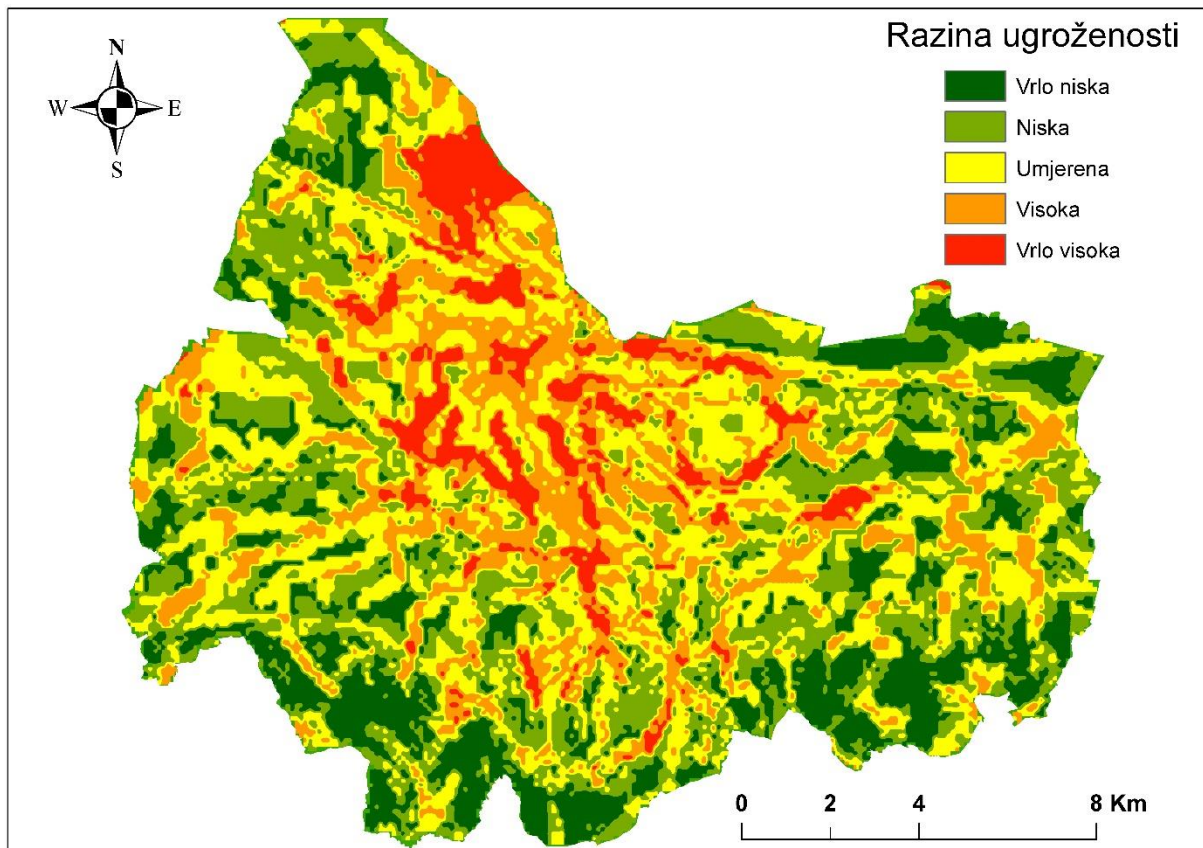 Razina ugroženosti
N
W E
S
Vrlo niska
Niska
Umjerena
Visoka
Vrlo visoka
0 2 4 8 Km